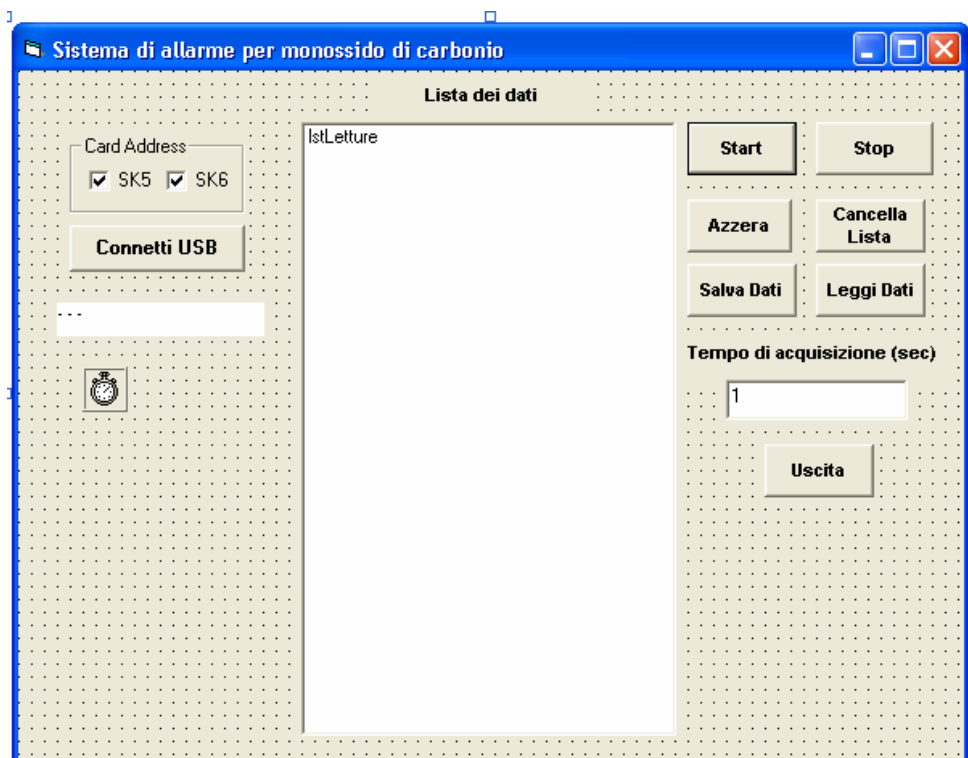 Sistema di allarme per monossido di carbonio
Lista dei dati
Card Address
SK5 SK6
Connetti USB
---
lstLetture
Start
Stop
Azzera
Cancella
Lista
Salva Dati
Leggi Dati
Tempo di acquisizione (sec)
1
Uscita